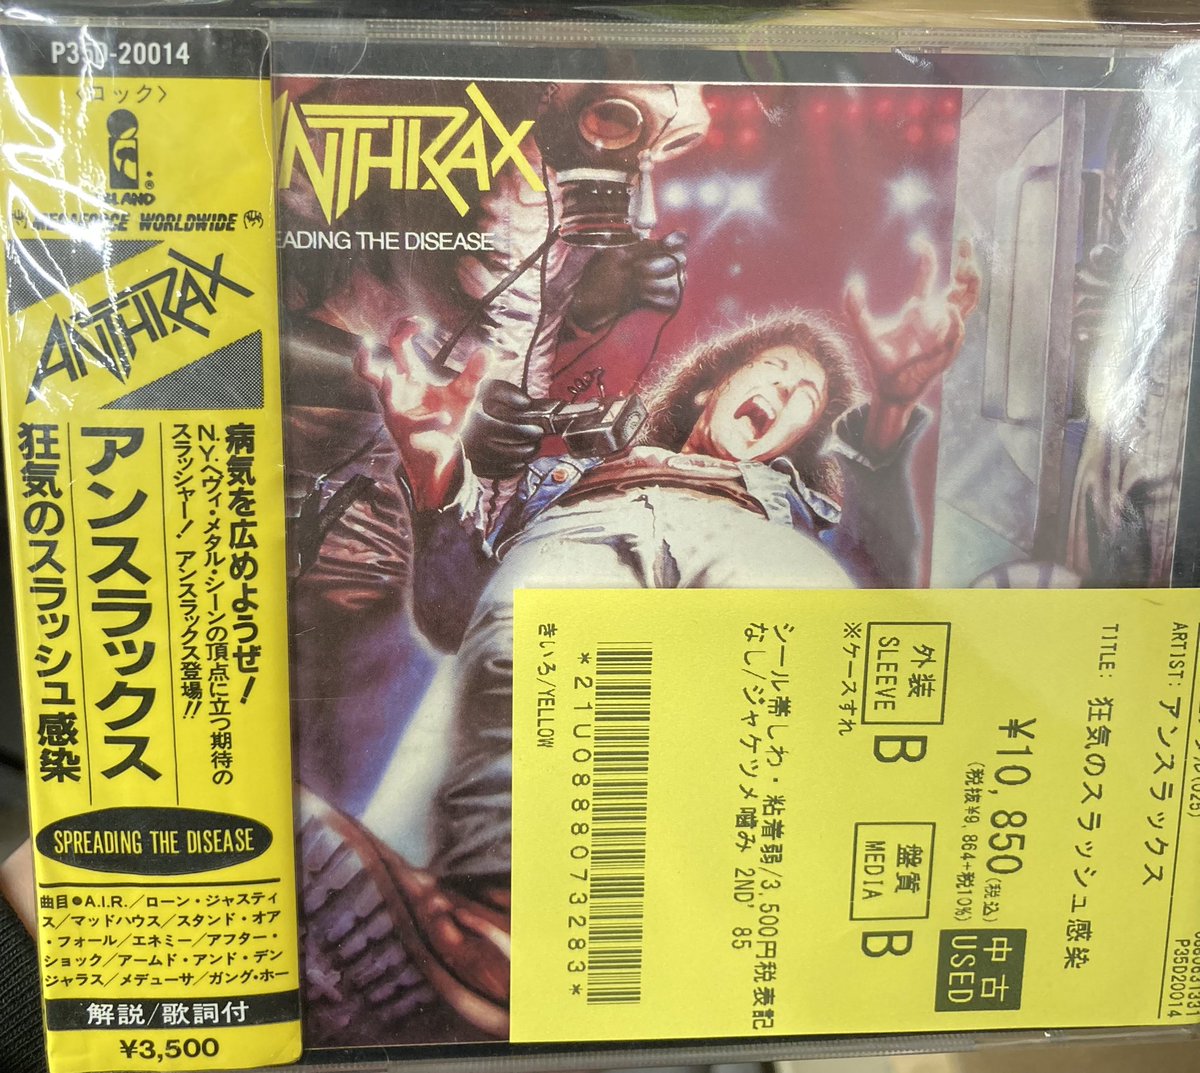 P35D-20014
〈ロック〉
ISLAND
MEGAFORCE WORLDWIDE
ANTHRAX
病気を広めようぜ!
N.Y.ヘヴィ・メタル・シーンの頂点に立つ期待の
スラッシャー! アンスラックス登場!!
アンスラックス
狂気のスラッシュ感染
SPREADING THE DISEASE
曲目●A.I.R./ローン・ジャスティ
ス/マッドハウス/スタンド・オア
・フォール/エネミー/アフター・
ショック/アームド・アンド・デン
ジャラス/メデューサ/ガング・ホー
解説/歌詞付
¥3,500
ANTHRAX
EADING THE DISEASE
P35D20014
ARTIST: アンスラックス
TITLE: 狂気のスラッシュ感染
¥10,850(税込)
(税抜¥9,864+税10%)
中古
USED
外装
SLEEVE
B
盤質
MEDIA
B
※ケースすれ
シール帯しわ・粘着弱/3,500円税表記
なし/ジャケツメ噛み 2ND' 85
*21U088073283*
きいろ/YELLOW